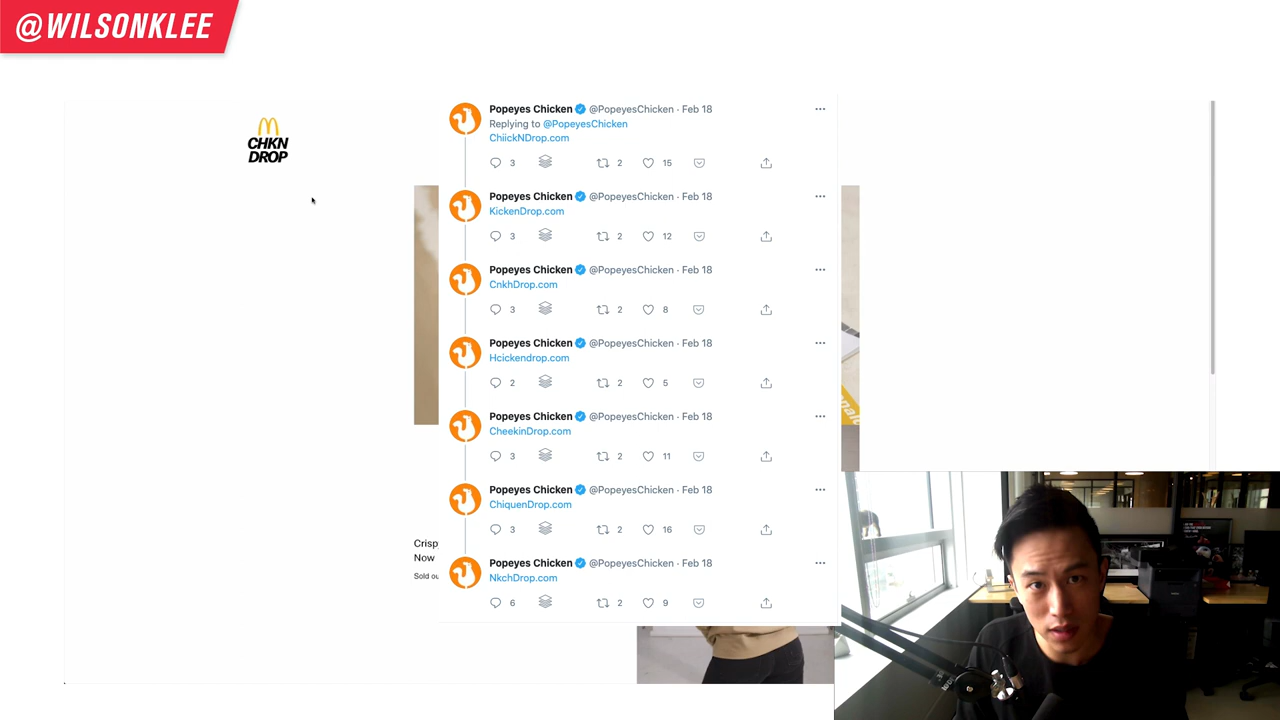 @WILSONKLEE
CHKN
DROP
Popeyes Chicken @PopeyesChicken · Feb 18
Replying to @PopeyesChicken
ChiickNDrop.com
3 2 15
Popeyes Chicken @PopeyesChicken · Feb 18
KickenDrop.com
3 2 12
Popeyes Chicken @PopeyesChicken · Feb 18
CnkhDrop.com
3 2 8
Popeyes Chicken @PopeyesChicken · Feb 18
Hcickendrop.com
2 2 5
Popeyes Chicken @PopeyesChicken · Feb 18
CheekinDrop.com
3 2 11
Popeyes Chicken @PopeyesChicken · Feb 18
ChiquenDrop.com
3 2 16
Popeyes Chicken @PopeyesChicken · Feb 18
NkchDrop.com
6 2 9
Crisp
Now
Sold ou